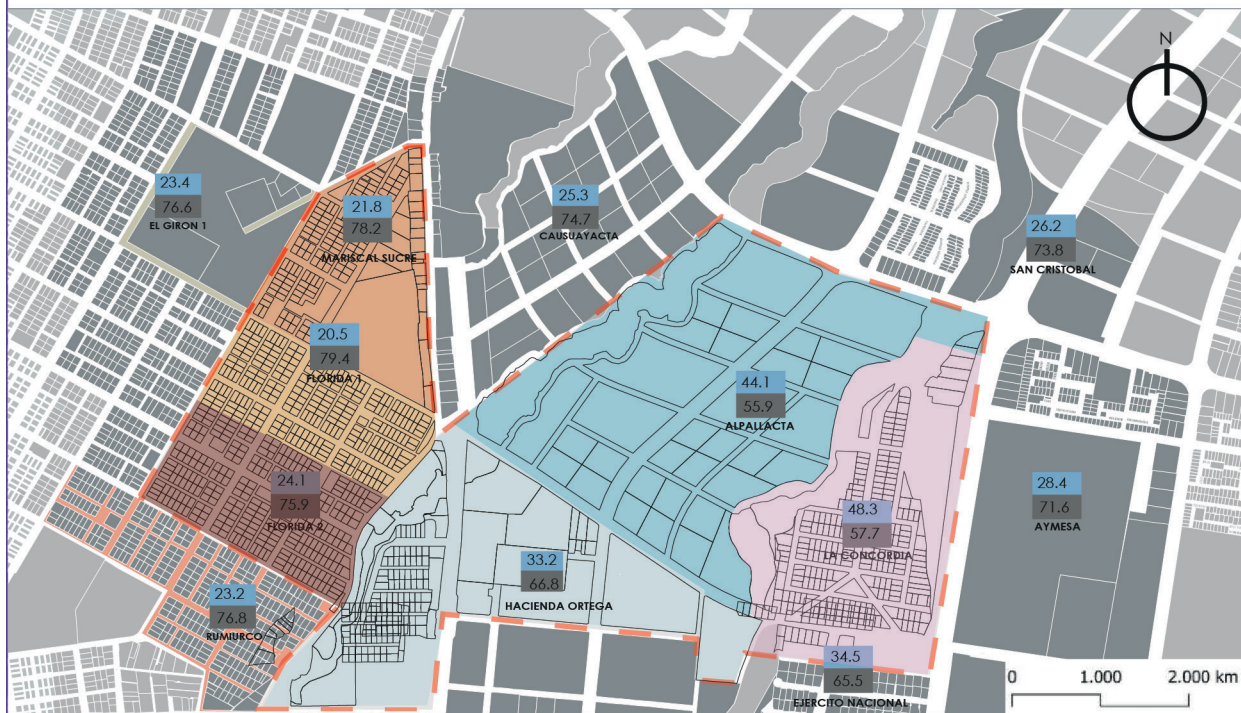 N
23.4
76.6
EL GIRON 1
21.8
78.2
MARISCAL SUCRE
25.3
74.7
CAUSUAYACTA
26.2
73.8
SAN CRISTOBAL
20.5
79.4
FLORIDA 1
44.1
55.9
ALPALLACTA
24.1
75.9
FLORIDA 2
48.3
57.7
LA CONCORDIA
28.4
71.6
AYMESA
33.2
66.8
HACIENDA ORTEGA
23.2
76.8
RUMIURCO
34.5
65.5
EJERCITO NACIONAL
0 1.000 2.000 km